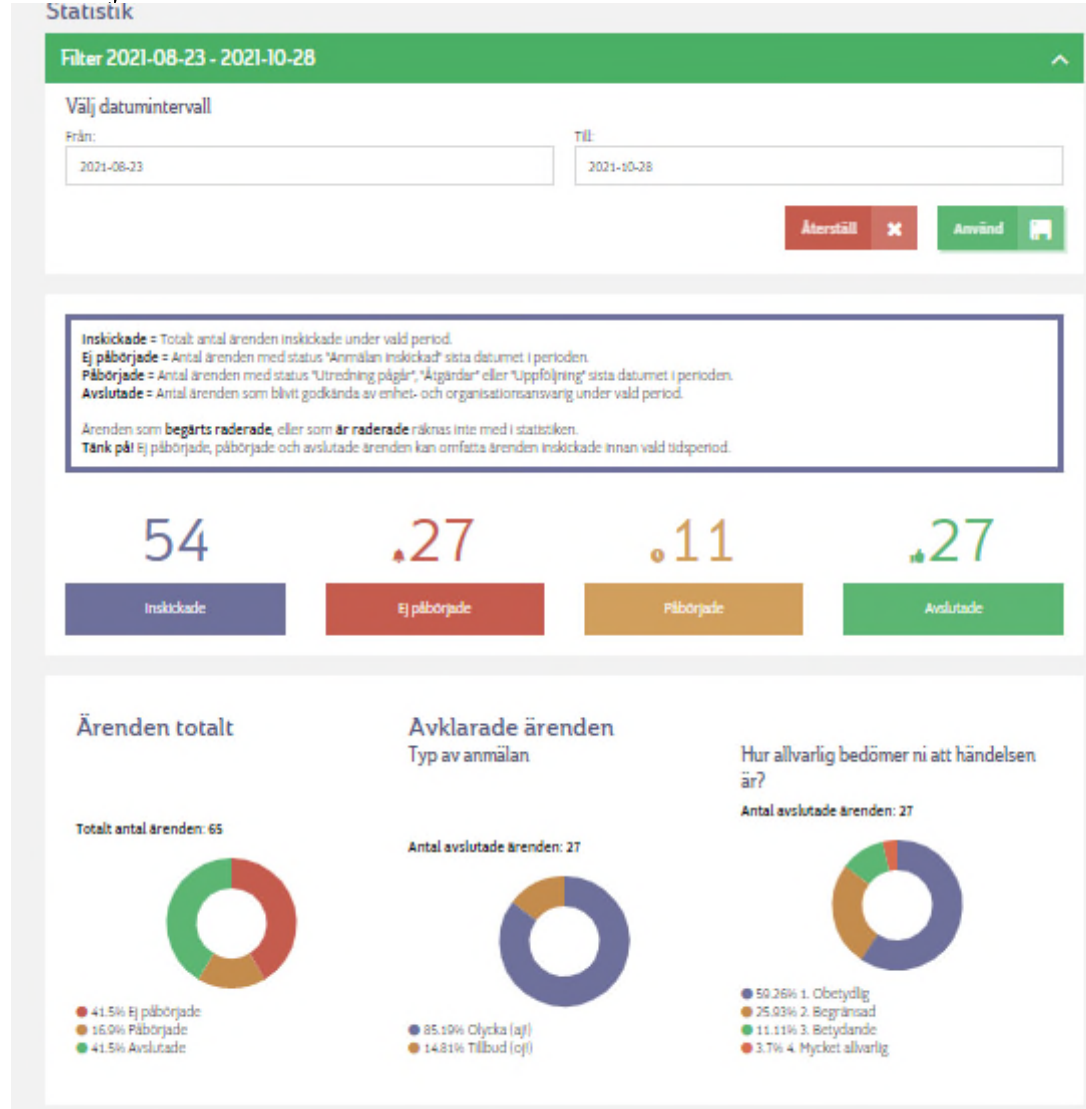 Statistik
Filter 2021-08-23 - 2021-10-28
Välj datumintervall
Från:
Till:
2021-08-23
2021-10-28
Återställ
Använd
Inskickade = Totalt antal ärenden inskickade under vald period.
Ej påbörjade = Antal ärenden med status "Anmälan inskickad" sista datumet i perioden.
Påbörjade = Antal ärenden med status "Utredning pågår", "Åtgärdar" eller "Uppföljning" sista datumet i perioden.
Avslutade = Antal ärenden som blivit godkända av enhet- och organisationsansvarig under vald period.
Ärenden som begärts raderade, eller som är raderade räknas inte med i statistiken.
Tänk på! Ej påbörjade, påbörjade och avslutade ärenden kan omfatta ärenden inskickade innan vald tidsperiod.
54
27
11
27
Inskickade
Ej påbörjade
Påbörjade
Avslutade
Ärenden totalt
Totalt antal ärenden: 65
41.5% Ej påbörjade
16.9% Påbörjade
41.5% Avslutade
Avklarade ärenden
Typ av anmälan
Antal avslutade ärenden: 27
85.19% Olycka (aj!)
14.81% Tillbud (oj!)
Hur allvarlig bedömer ni att händelsen
är?
Antal avslutade ärenden: 27
59.26% 1. Obetydlig
25.93% 2. Begränsad
11.11% 3. Betydande
3.7% 4. Mycket allvarlig